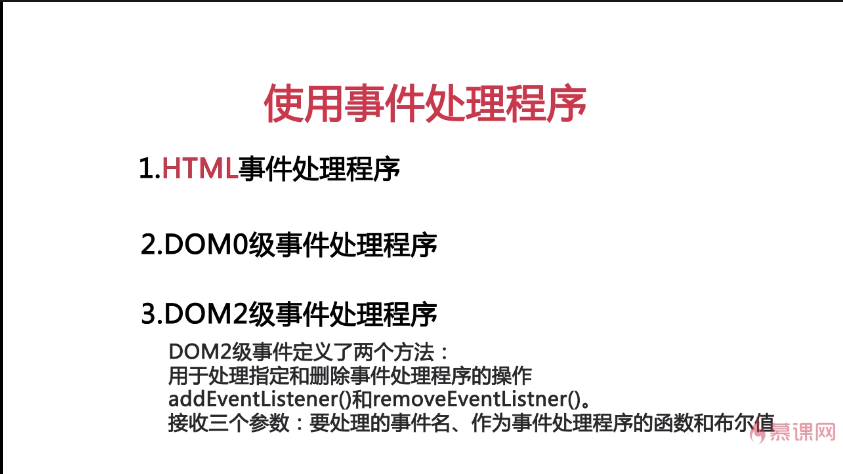 使用事件处理程序
1.HTML事件处理程序
2.DOM0级事件处理程序
3.DOM2级事件处理程序
DOM2级事件定义了两个方法：
用于处理指定和删除事件处理程序的操作
addEventListener()和removeEventListner()。
接收三个参数：要处理的事件名、作为事件处理程序的函数和布尔值
慕课网